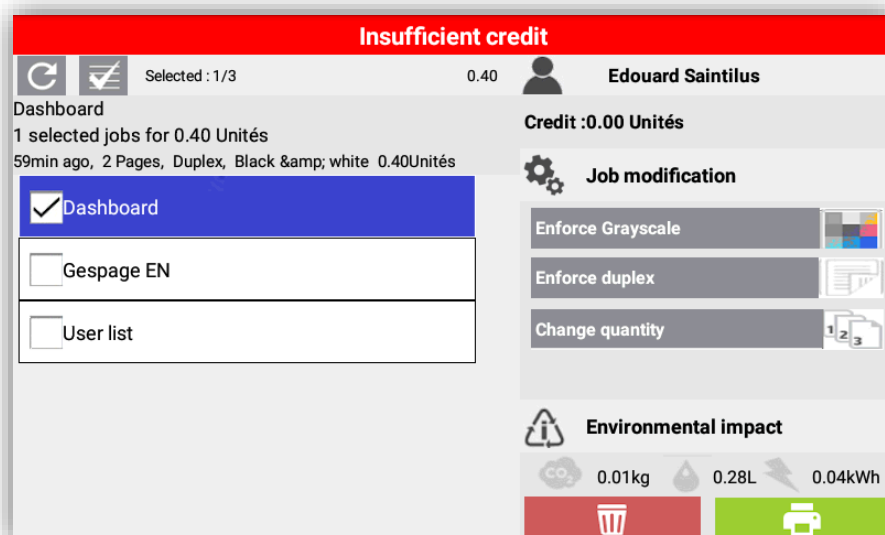 Insufficient credit
Selected : 1/3
0.40
Dashboard
1 selected jobs for 0.40 Unités
59min ago, 2 Pages, Duplex, Black &amp; white 0.40Unités
Dashboard
Gespage EN
User list
Edouard Saintilus
Credit :0.00 Unités
Job modification
Enforce Grayscale
Enforce duplex
Change quantity
1 2 3
Environmental impact
CO2 0.01kg 0.28L 0.04kWh